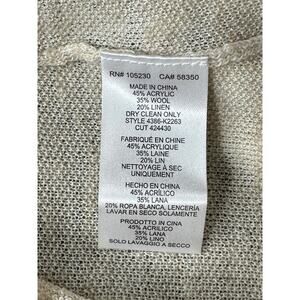 RN# 105230 CA# 58350
MADE IN CHINA
45% ACRYLIC
35% WOOL
20% LINEN
DRY CLEAN ONLY
STYLE 4386-K2263
CUT 424430
FABRIQUÉ EN CHINE
45% ACRYLIQUE
35% LAINE
20% LIN
NETTOYAGE À SEC
UNIQUEMENT
HECHO EN CHINA
45% ACRÍLICO
35% LANA
20% ROPA BLANCA, LENCERÍA
LAVAR EN SECO SOLAMENTE
PRODOTTO IN CINA
45% ACRILICO
35% LANA
20% LINO
SOLO LAVAGGIO A SECCO